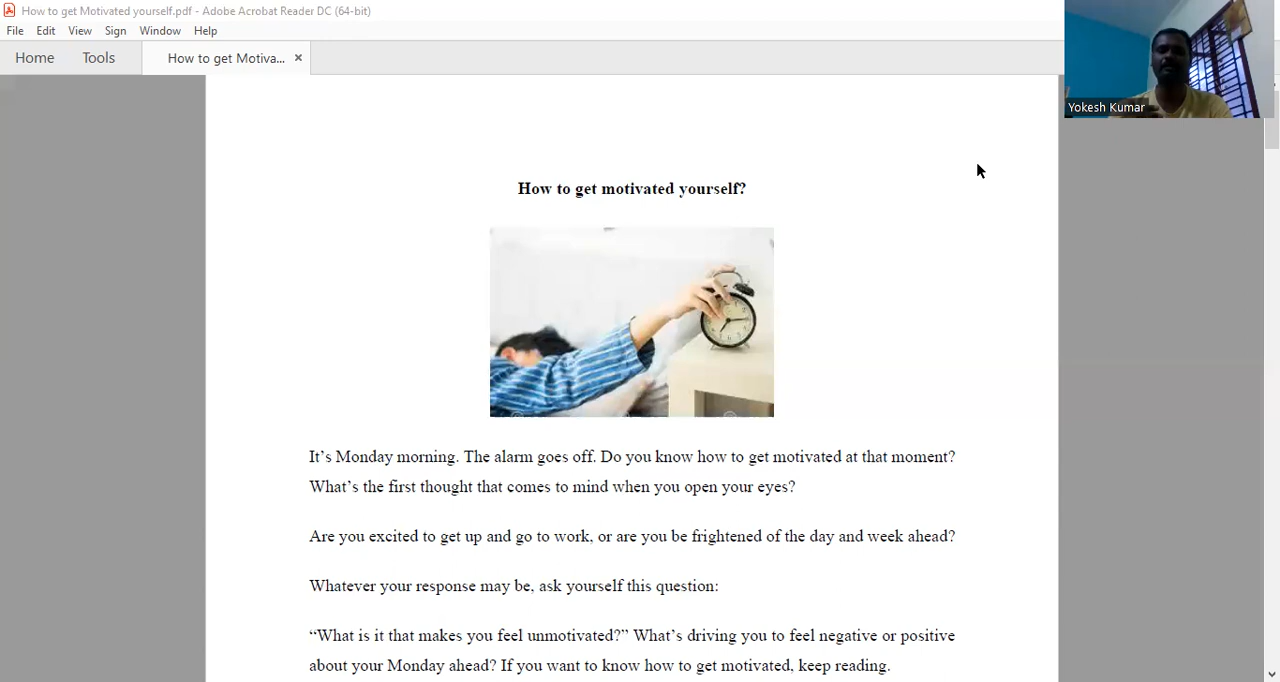 How to get Motivated yourself.pdf - Adobe Acrobat Reader DC (64-bit)
File Edit View Sign Window Help
Home Tools How to get Motiva... ×
Yokesh Kumar
How to get motivated yourself?
It's Monday morning. The alarm goes off. Do you know how to get motivated at that moment?
What's the first thought that comes to mind when you open your eyes?
Are you excited to get up and go to work, or are you be frightened of the day and week ahead?
Whatever your response may be, ask yourself this question:
“What is it that makes you feel unmotivated?” What's driving you to feel negative or positive
about your Monday ahead? If you want to know how to get motivated, keep reading.